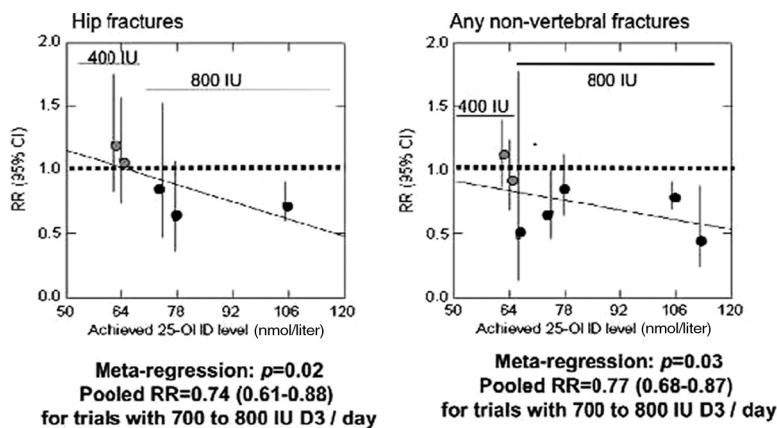 Hip fractures
400 IU
800 IU
RR (95% CI)
2.0
1.5
1.0
0.5
0.0
50 64 78 92 106 120
Achieved 25-OI ID level (nmol/liter)
Meta-regression: p=0.02
Pooled RR=0.74 (0.61-0.88)
for trials with 700 to 800 IU D3 / day
Any non-vertebral fractures
800 IU
400 IU
RR (95% CI)
2.0
1.5
1.0
0.5
0.0
50 64 78 92 106 120
Achieved 25-OI ID level (nmol/liter)
Meta-regression: p=0.03
Pooled RR=0.77 (0.68-0.87)
for trials with 700 to 800 IU D3 / day